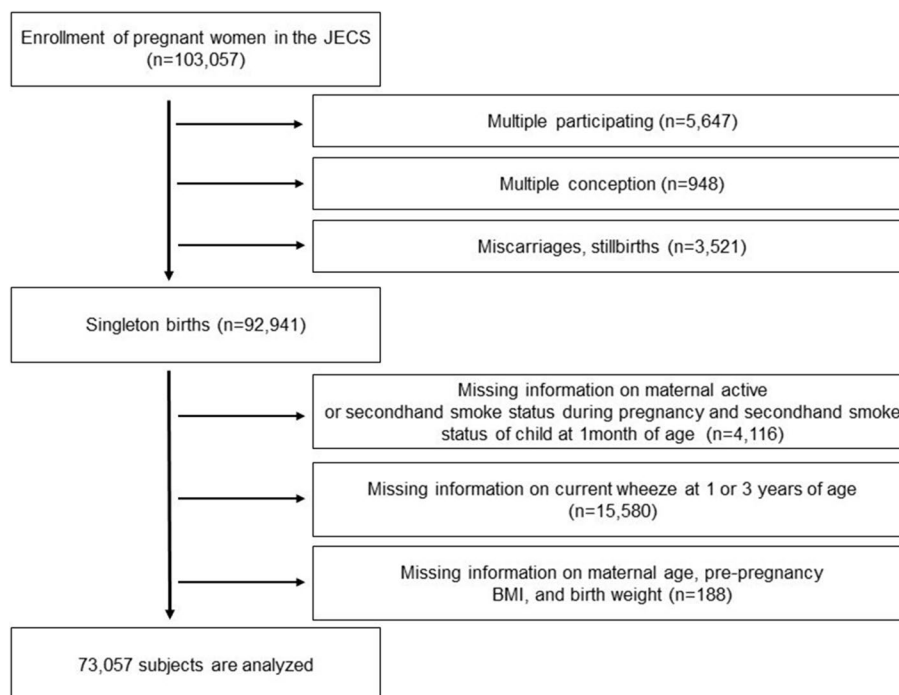 Enrollment of pregnant women in the JECS
(n=103,057)
Multiple participating (n=5,647)
Multiple conception (n=948)
Miscarriages, stillbirths (n=3,521)
Singleton births (n=92,941)
Missing information on maternal active
or secondhand smoke status during pregnancy and secondhand smoke
status of child at 1month of age (n=4,116)
Missing information on current wheeze at 1 or 3 years of age
(n=15,580)
Missing information on maternal age, pre-pregnancy
BMI, and birth weight (n=188)
73,057 subjects are analyzed